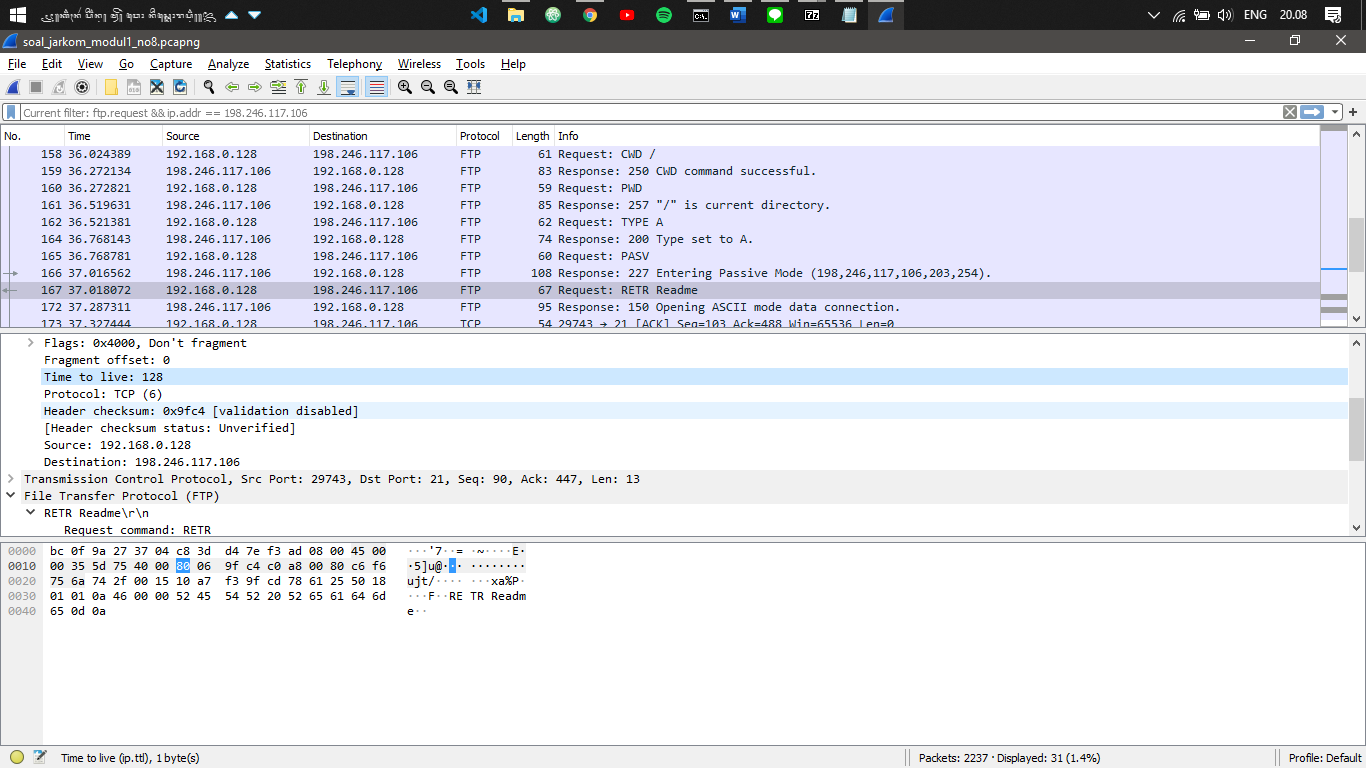 ENG 20.08
soal_jarkom_modul1_no8.pcapng
File Edit View Go Capture Analyze Statistics Telephony Wireless Tools Help
Current filter: ftp.request && ip.addr == 198.246.117.106
No. Time Source Destination Protocol Length Info
158 36.024389 192.168.0.128 198.246.117.106 FTP 61 Request: CWD /
159 36.272134 198.246.117.106 192.168.0.128 FTP 83 Response: 250 CWD command successful.
160 36.272821 192.168.0.128 198.246.117.106 FTP 59 Request: PWD
161 36.519631 198.246.117.106 192.168.0.128 FTP 85 Response: 257 "/" is current directory.
162 36.521381 192.168.0.128 198.246.117.106 FTP 62 Request: TYPE A
164 36.768143 198.246.117.106 192.168.0.128 FTP 74 Response: 200 Type set to A.
165 36.768781 192.168.0.128 198.246.117.106 FTP 60 Request: PASV
166 37.016562 198.246.117.106 192.168.0.128 FTP 108 Response: 227 Entering Passive Mode (198,246,117,106,203,254).
167 37.018072 192.168.0.128 198.246.117.106 FTP 67 Request: RETR Readme
172 37.287311 198.246.117.106 192.168.0.128 FTP 95 Response: 150 Opening ASCII mode data connection.
173 37.327444 192.168.0.128 198.246.117.106 TCP 54 29743 → 21 [ACK] Seq=103 Ack=488 Win=65536 Len=0
Flags: 0x4000, Don't fragment
Fragment offset: 0
Time to live: 128
Protocol: TCP (6)
Header checksum: 0x9fc4 [validation disabled]
[Header checksum status: Unverified]
Source: 192.168.0.128
Destination: 198.246.117.106
Transmission Control Protocol, Src Port: 29743, Dst Port: 21, Seq: 90, Ack: 447, Len: 13
File Transfer Protocol (FTP)
RETR Readme\r\n
Request command: RETR
0000 bc 0f 9a 27 37 04 c8 3d d4 7e f3 ad 08 00 45 00 ···'7··= ·~····E·
0010 00 35 5d 75 40 00 80 06 9f c4 c0 a8 00 80 c6 f6 ·5]u@··· ········
0020 75 6a 74 2f 00 15 10 a7 f3 9f cd 78 61 25 50 18 ujt/···· ···xa%P·
0030 01 01 0a 46 00 00 52 45 54 52 20 52 65 61 64 6d ···F··RE TR Readm
0040 65 0d 0a e··
Time to live (ip.ttl), 1 byte(s) Packets: 2237 · Displayed: 31 (1.4%) Profile: Default